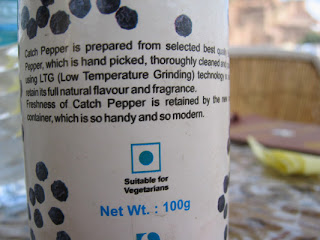 Catch Pepper is prepared from selected best quality
Pepper, which is hand picked, thoroughly cleaned and
using LTG (Low Temperature Grinding) technology
retain its full natural flavour and fragrance.
Freshness of Catch Pepper is retained by the new
container, which is so handy and so modern.
Suitable for
Vegetarians
Net Wt. : 100g